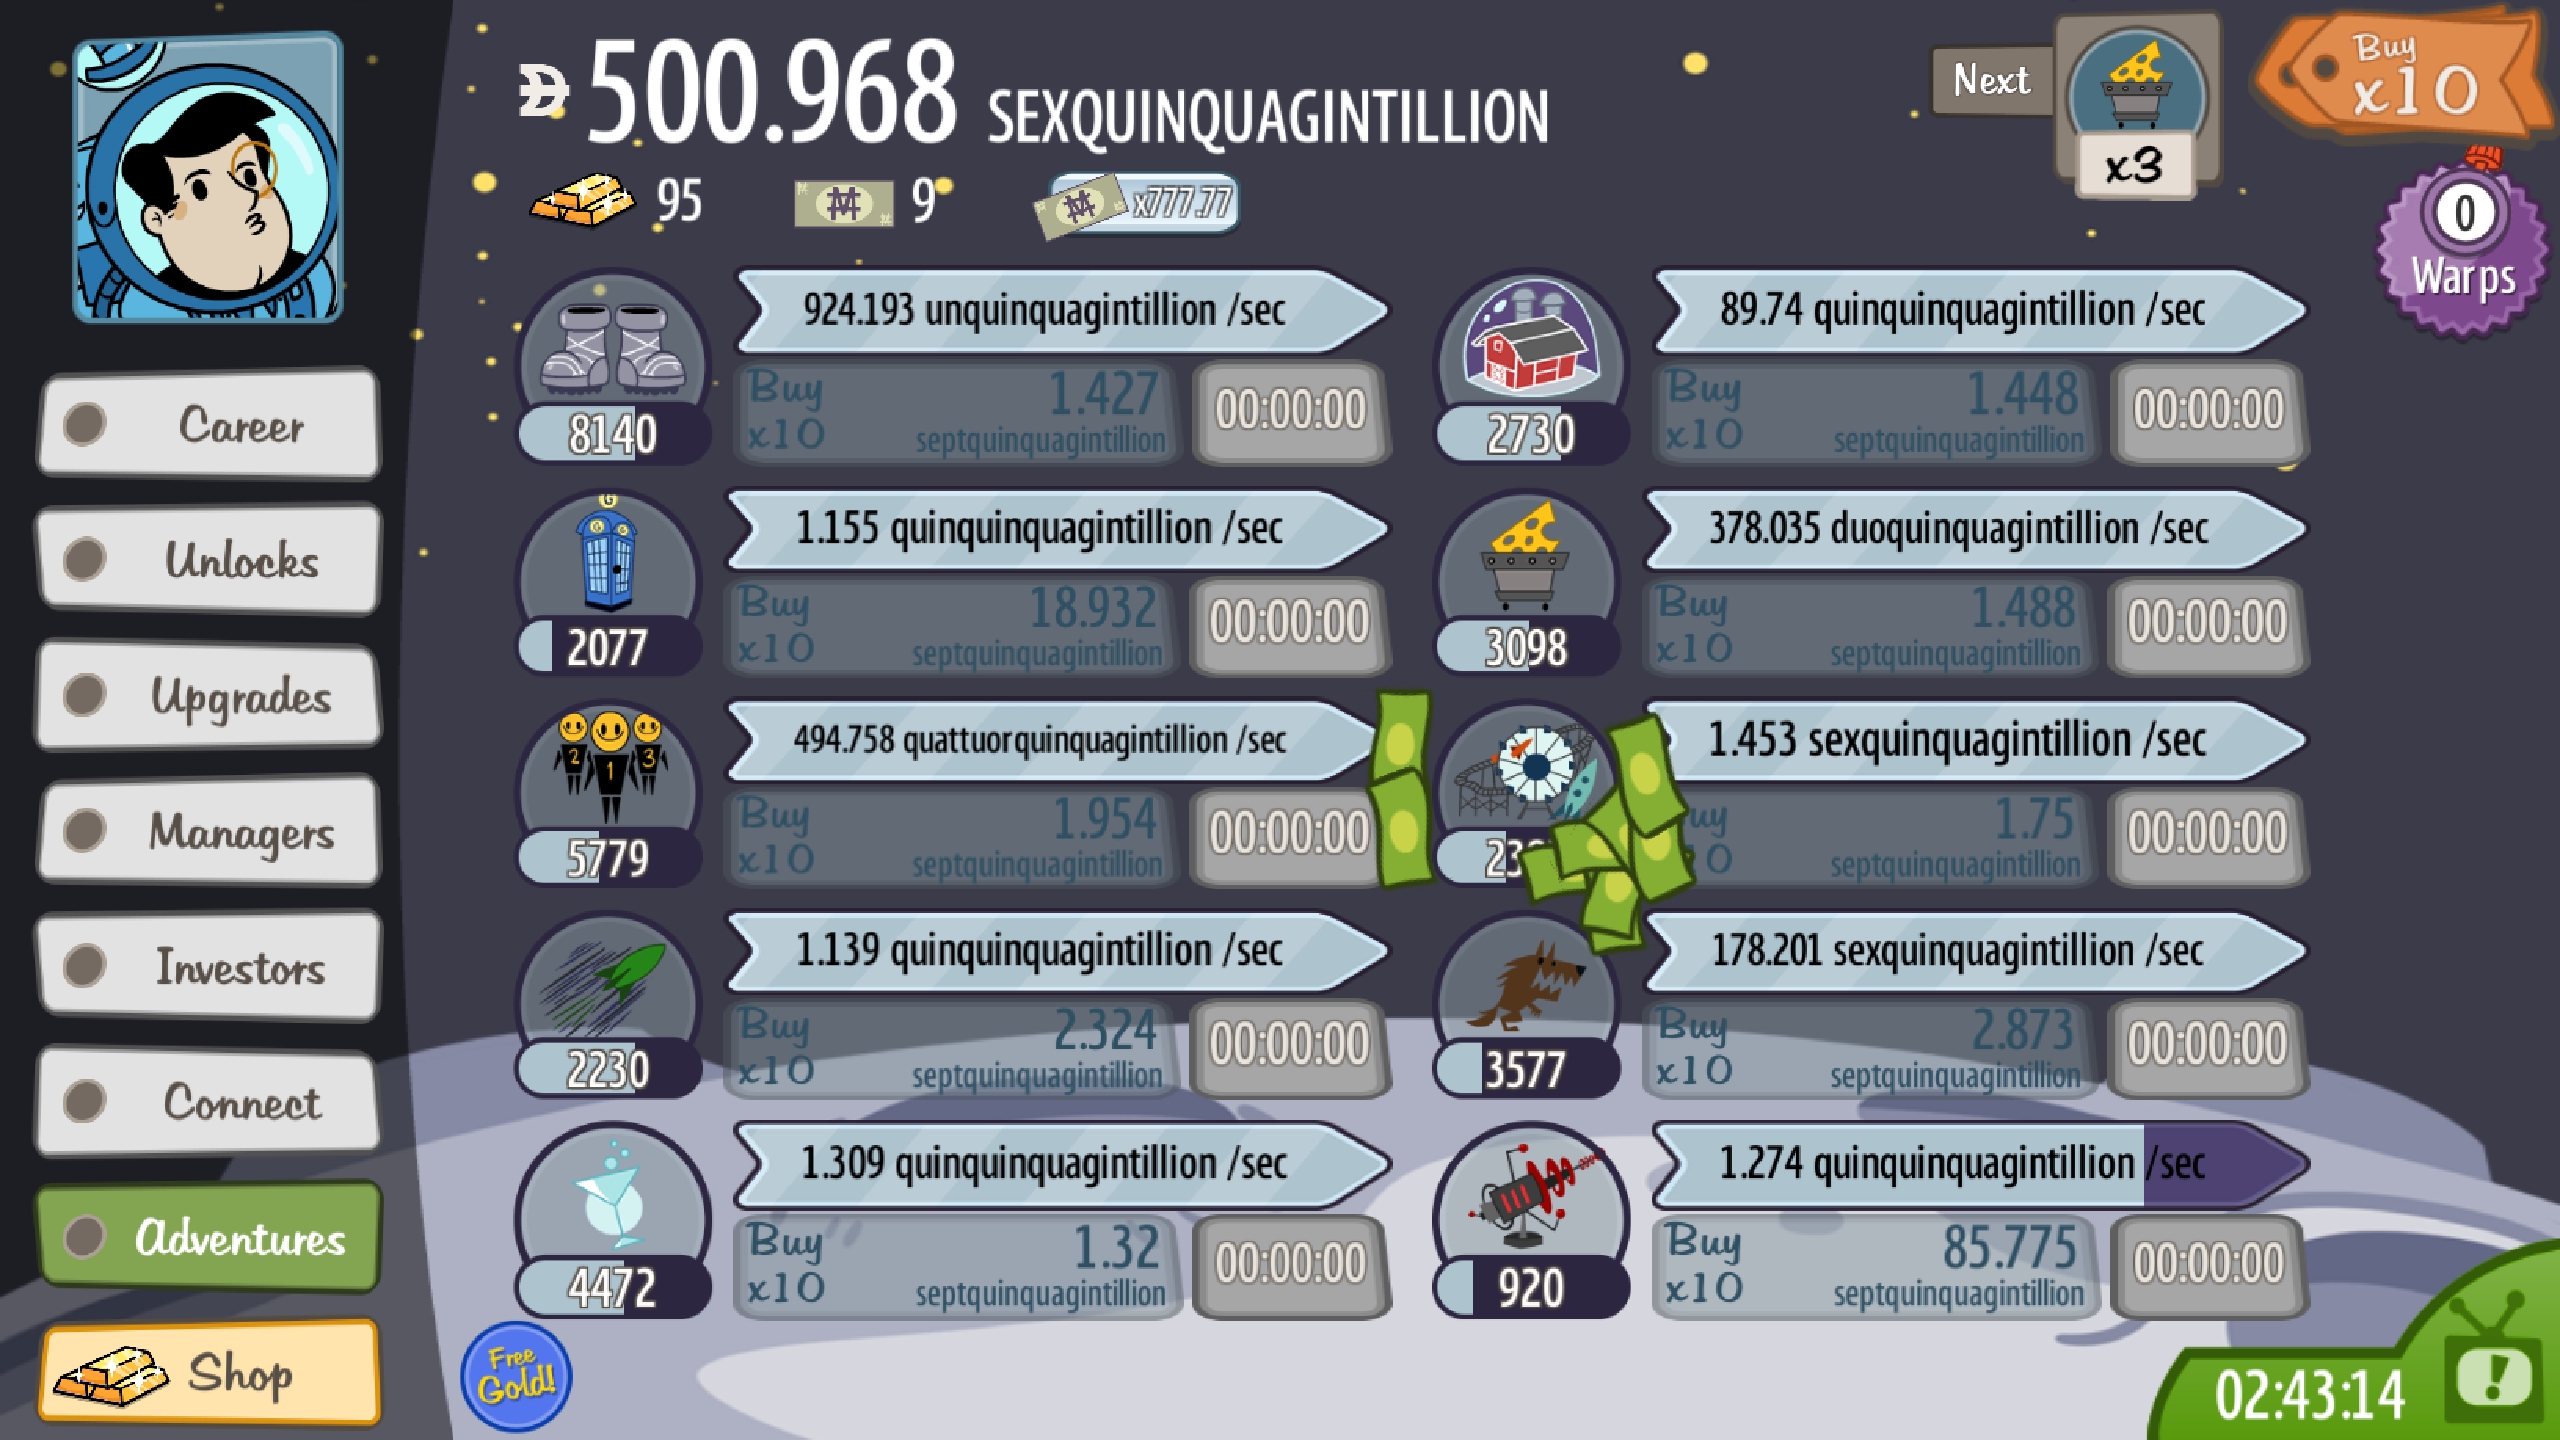 500.968 SEXQUINQUAGINTILLION
95
9
x777.77
Next
x3
Buy
x10
0
Warps
Career
Unlocks
Upgrades
Managers
Investors
Connect
Adventures
Shop
924.193 unquinquagintillion /sec
8140
Buy
x10
1.427
septquinquagintillion
00:00:00
89.74 quinquinquagintillion /sec
2730
Buy
x10
1.448
septquinquagintillion
00:00:00
1.155 quinquinquagintillion /sec
2077
Buy
x10
18.932
septquinquagintillion
00:00:00
378.035 duoquinquagintillion /sec
3098
Buy
x10
1.488
septquinquagintillion
00:00:00
494.758 quattuorquinquagintillion /sec
2
1
3
5779
Buy
x10
1.954
septquinquagintillion
00:00:00
1.453 sexquinquagintillion /sec
1.75
septquinquagintillion
00:00:00
1.139 quinquinquagintillion /sec
2230
Buy
x10
2.324
septquinquagintillion
00:00:00
178.201 sexquinquagintillion /sec
3577
Buy
x10
2.873
septquinquagintillion
00:00:00
1.309 quinquinquagintillion /sec
4472
Buy
x10
1.32
septquinquagintillion
00:00:00
1.274 quinquinquagintillion /sec
920
Buy
x10
85.775
septquinquagintillion
00:00:00
Free
Gold!
02:43:14